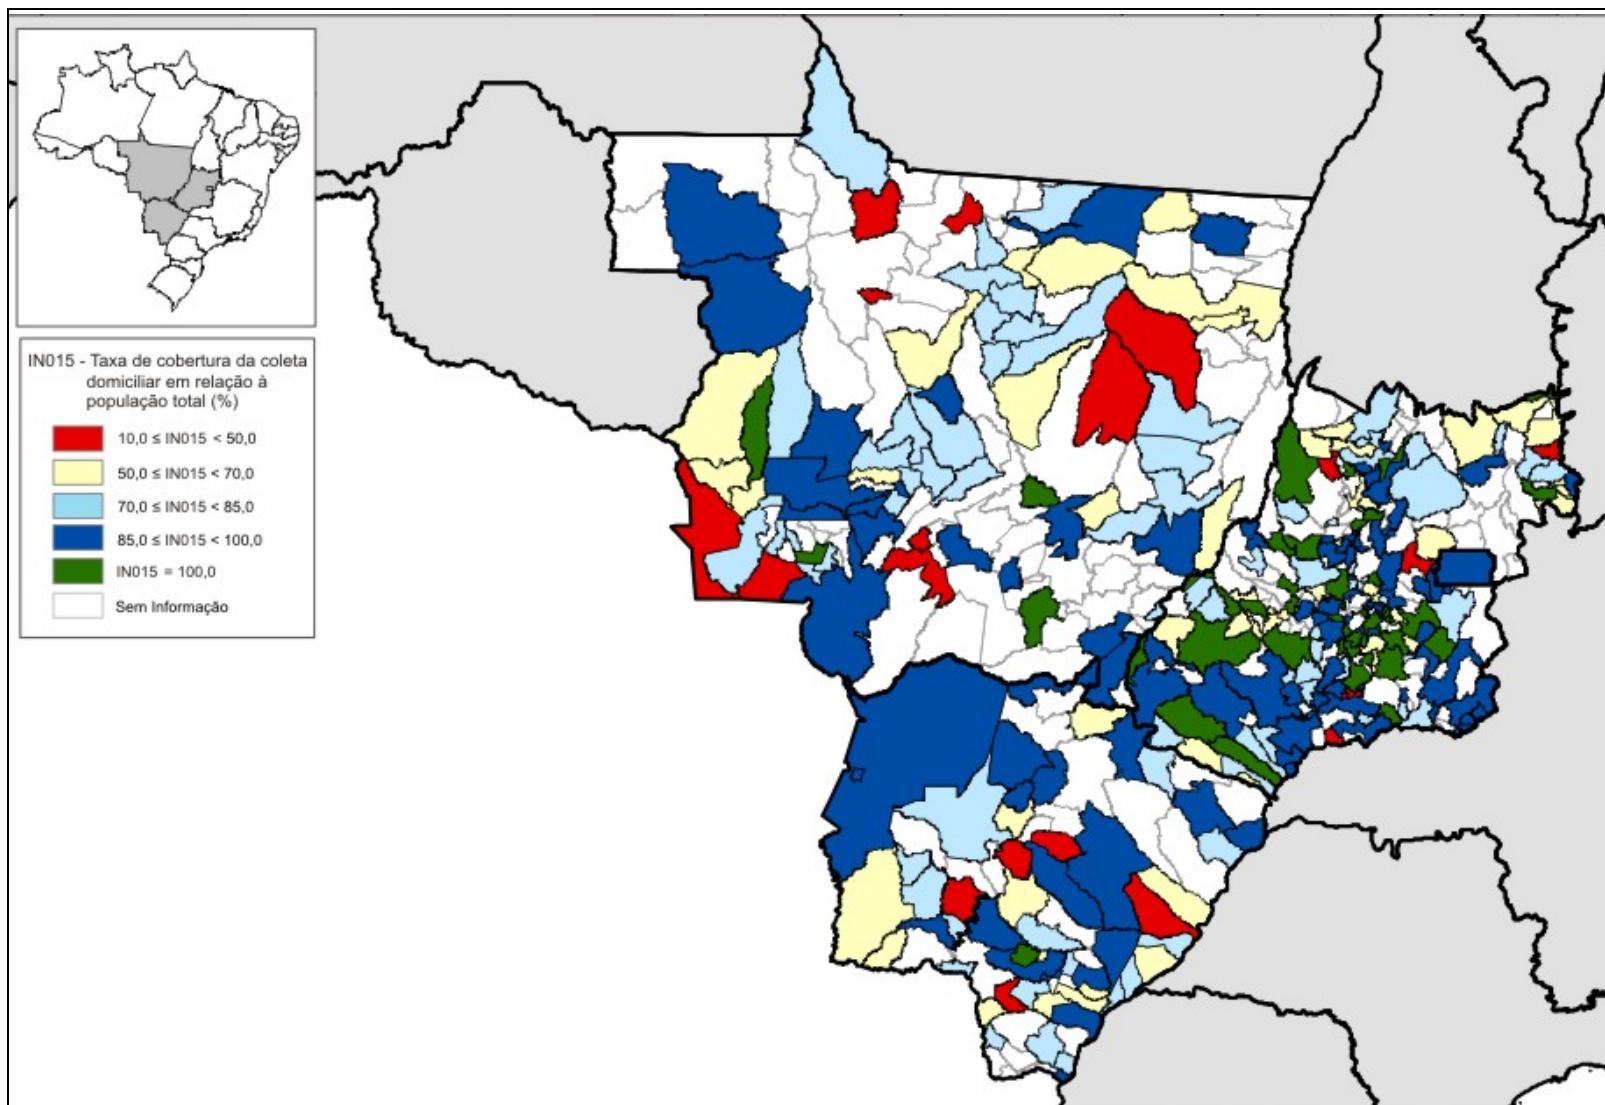 IN015 - Taxa de cobertura da coleta
domiciliar em relação à
população total (%)
10,0 ≤ IN015 < 50,0
50,0 ≤ IN015 < 70,0
70,0 ≤ IN015 < 85,0
85,0 ≤ IN015 < 100,0
IN015 = 100,0
Sem Informação